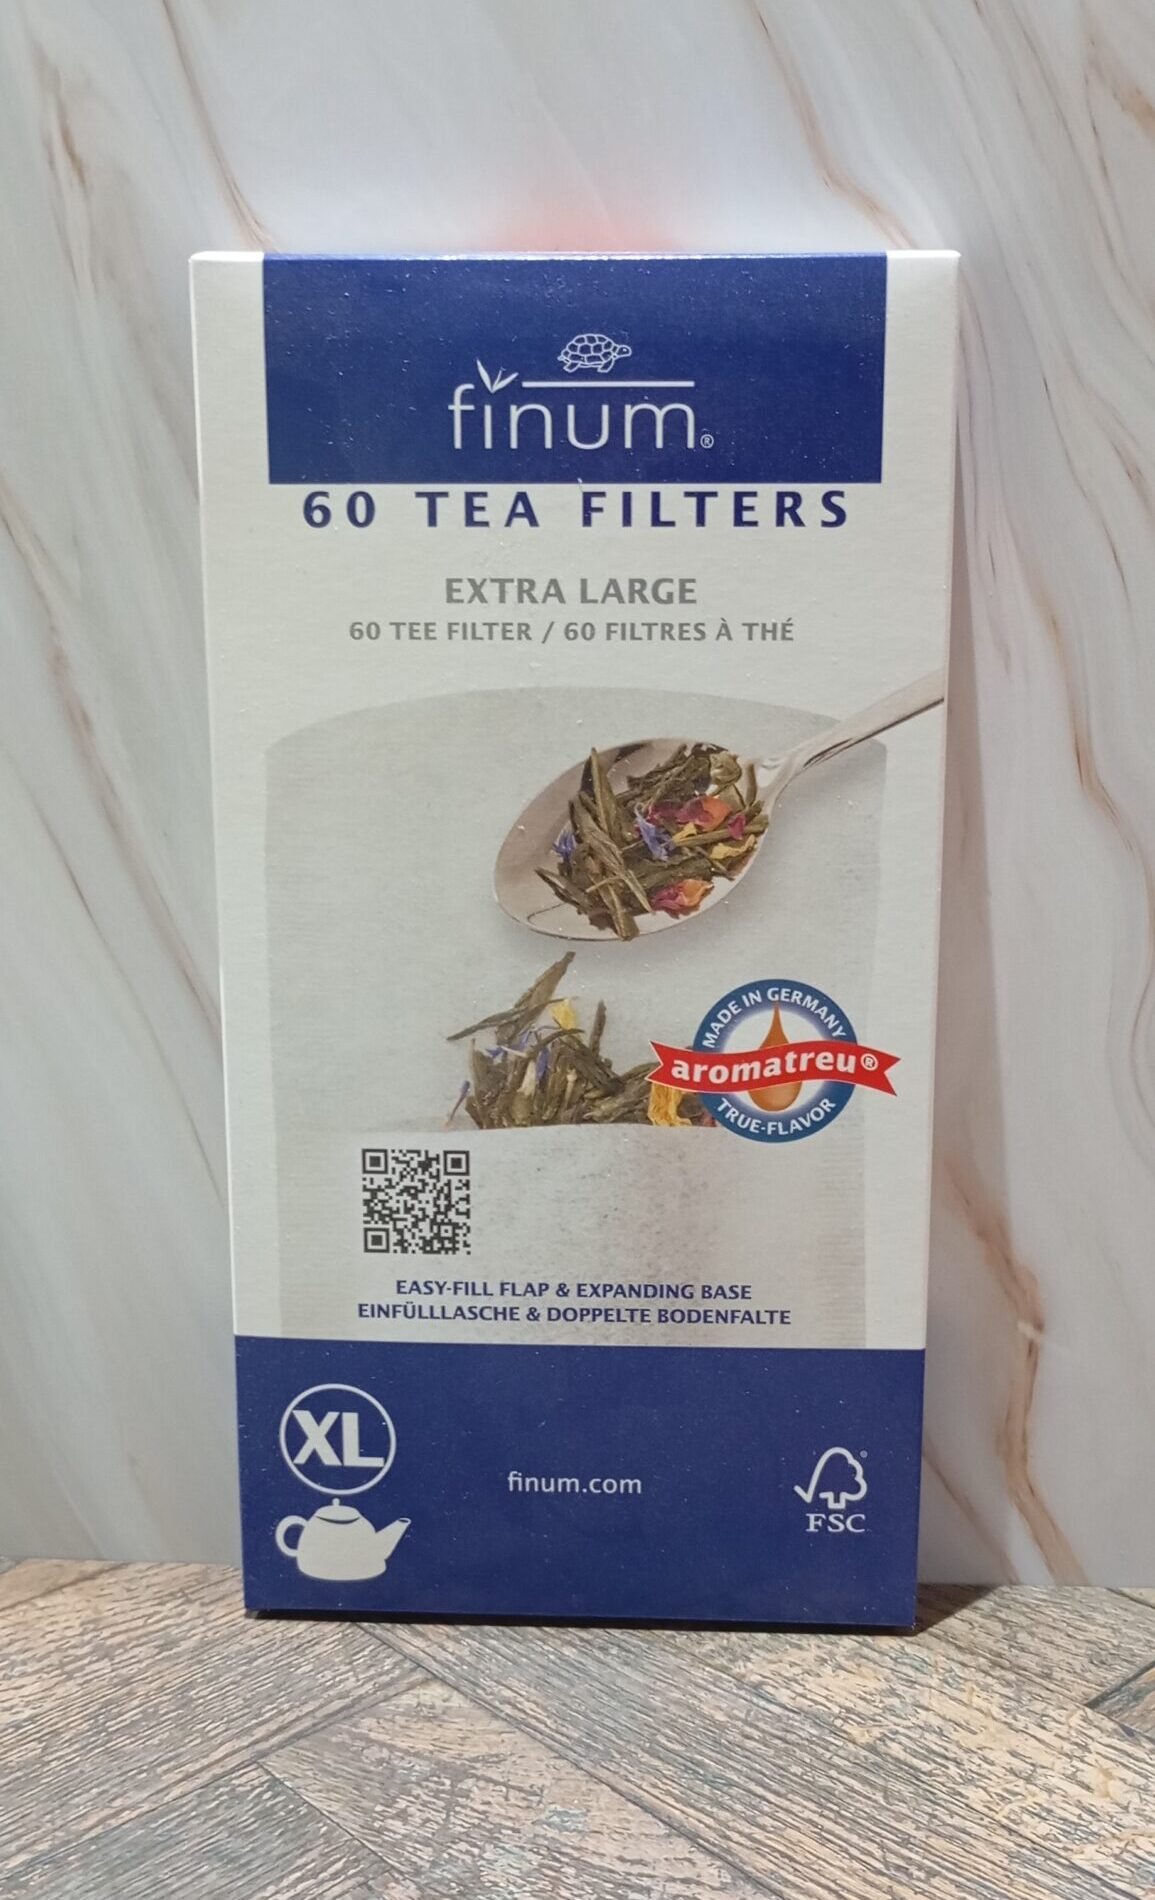 finum®
60 TEA FILTERS
EXTRA LARGE
60 TEE FILTER / 60 FILTRES À THÉ
MADE IN GERMANY
aromatreu®
TRUE-FLAVOR
EASY-FILL FLAP & EXPANDING BASE
EINFÜLLLASCHE & DOPPELTE BODENFALTE
XL
finum.com
FSC